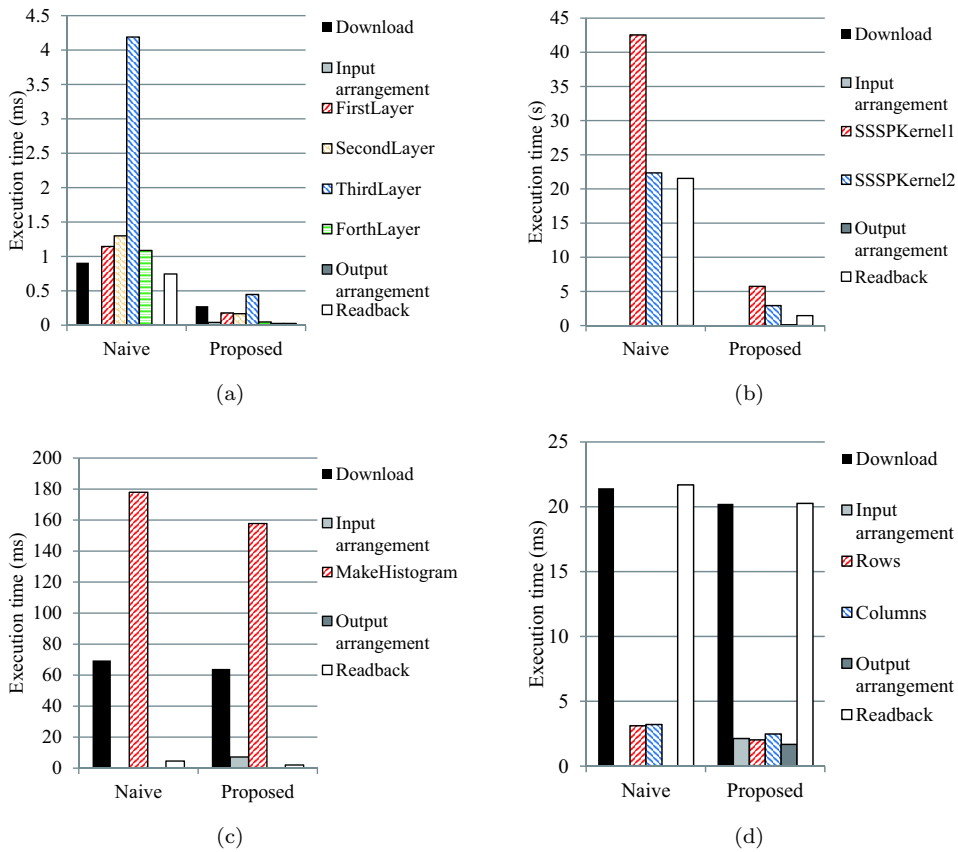 4.5
4
3.5
3
2.5
2
1.5
1
0.5
0
Execution time (ms)
Naive
Proposed
Download
Input
arrangement
FirstLayer
SecondLayer
ThirdLayer
ForthLayer
Output
arrangement
Readback
(a)
45
40
35
30
25
20
15
10
5
0
Execution time (s)
Naive
Proposed
Download
Input
arrangement
SSSPKernel1
SSSPKernel2
Output
arrangement
Readback
(b)
200
180
160
140
120
100
80
60
40
20
0
Execution time (ms)
Naive
Proposed
Download
Input
arrangement
MakeHistogram
Output
arrangement
Readback
(c)
25
20
15
10
5
0
Execution time (ms)
Naive
Proposed
Download
Input
arrangement
Rows
Columns
Output
arrangement
Readback
(d)